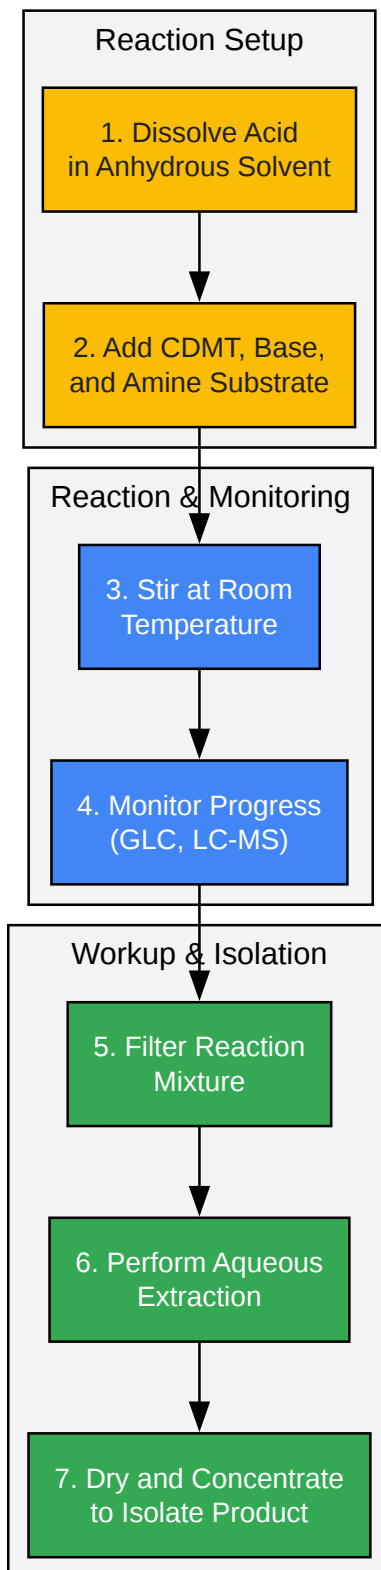 Reaction Setup
1. Dissolve Acid
in Anhydrous Solvent
2. Add CDMT, Base,
and Amine Substrate
Reaction & Monitoring
3. Stir at Room
Temperature
4. Monitor Progress
(GLC, LC-MS)
Workup & Isolation
5. Filter Reaction
Mixture
6. Perform Aqueous
Extraction
7. Dry and Concentrate
to Isolate Product